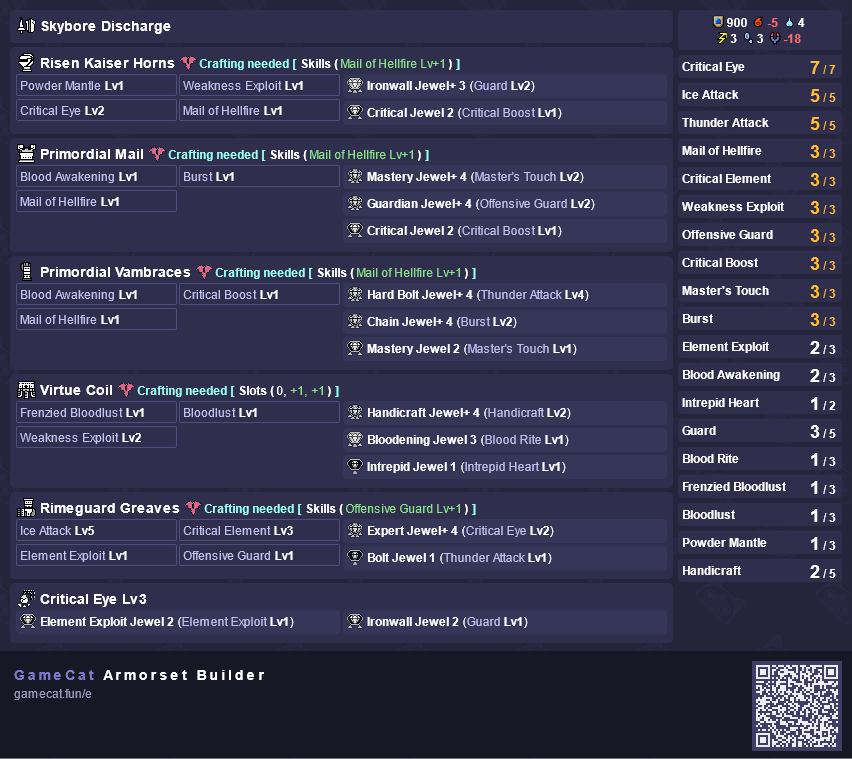 Skybore Discharge
Risen Kaiser Horns Crafting needed [ Skills ( Mail of Hellfire Lv+1 ) ]
Powder Mantle Lv1 Weakness Exploit Lv1 Ironwall Jewel+ 3 (Guard Lv2)
Critical Eye Lv2 Mail of Hellfire Lv1 Critical Jewel 2 (Critical Boost Lv1)
Primordial Mail Crafting needed [ Skills ( Mail of Hellfire Lv+1 ) ]
Blood Awakening Lv1 Burst Lv1 Mastery Jewel+ 4 (Master's Touch Lv2)
Mail of Hellfire Lv1 Guardian Jewel+ 4 (Offensive Guard Lv2)
Critical Jewel 2 (Critical Boost Lv1)
Primordial Vambraces Crafting needed [ Skills ( Mail of Hellfire Lv+1 ) ]
Blood Awakening Lv1 Critical Boost Lv1 Hard Bolt Jewel+ 4 (Thunder Attack Lv4)
Mail of Hellfire Lv1 Chain Jewel+ 4 (Burst Lv2)
Mastery Jewel 2 (Master's Touch Lv1)
Virtue Coil Crafting needed [ Slots ( 0, +1, +1 ) ]
Frenzied Bloodlust Lv1 Bloodlust Lv1 Handicraft Jewel+ 4 (Handicraft Lv2)
Weakness Exploit Lv2 Bloodening Jewel 3 (Blood Rite Lv1)
Intrepid Jewel 1 (Intrepid Heart Lv1)
Rimeguard Greaves Crafting needed [ Skills ( Offensive Guard Lv+1 ) ]
Ice Attack Lv5 Critical Element Lv3 Expert Jewel+ 4 (Critical Eye Lv2)
Element Exploit Lv1 Offensive Guard Lv1 Bolt Jewel 1 (Thunder Attack Lv1)
Critical Eye Lv3
Element Exploit Jewel 2 (Element Exploit Lv1) Ironwall Jewel 2 (Guard Lv1)
900 -5 4
3 3 -18
Critical Eye 7 / 7
Ice Attack 5 / 5
Thunder Attack 5 / 5
Mail of Hellfire 3 / 3
Critical Element 3 / 3
Weakness Exploit 3 / 3
Offensive Guard 3 / 3
Critical Boost 3 / 3
Master's Touch 3 / 3
Burst 3 / 3
Element Exploit 2 / 3
Blood Awakening 2 / 3
Intrepid Heart 1 / 2
Guard 3 / 5
Blood Rite 1 / 3
Frenzied Bloodlust 1 / 3
Bloodlust 1 / 3
Powder Mantle 1 / 3
Handicraft 2 / 5
GameCat Armorset Builder
gamecat.fun/e